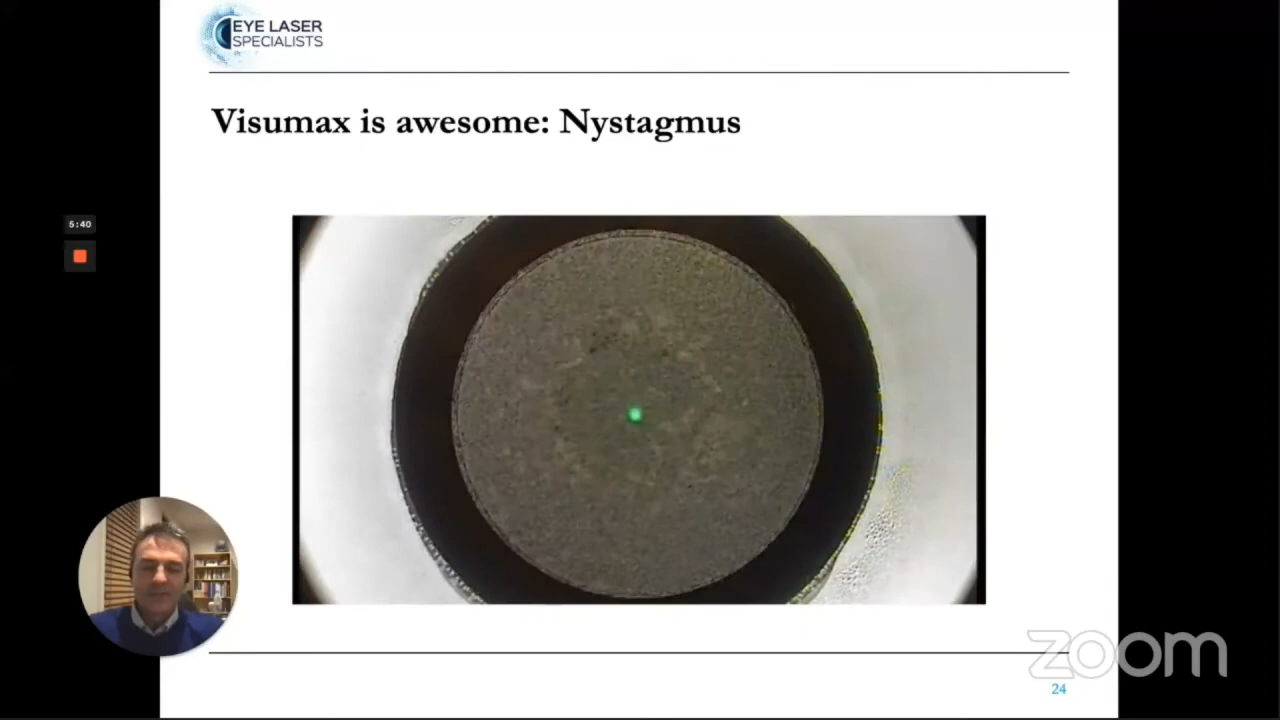 EYE LASER
SPECIALISTS
Visumax is awesome: Nystagmus
5:40
zoom
24